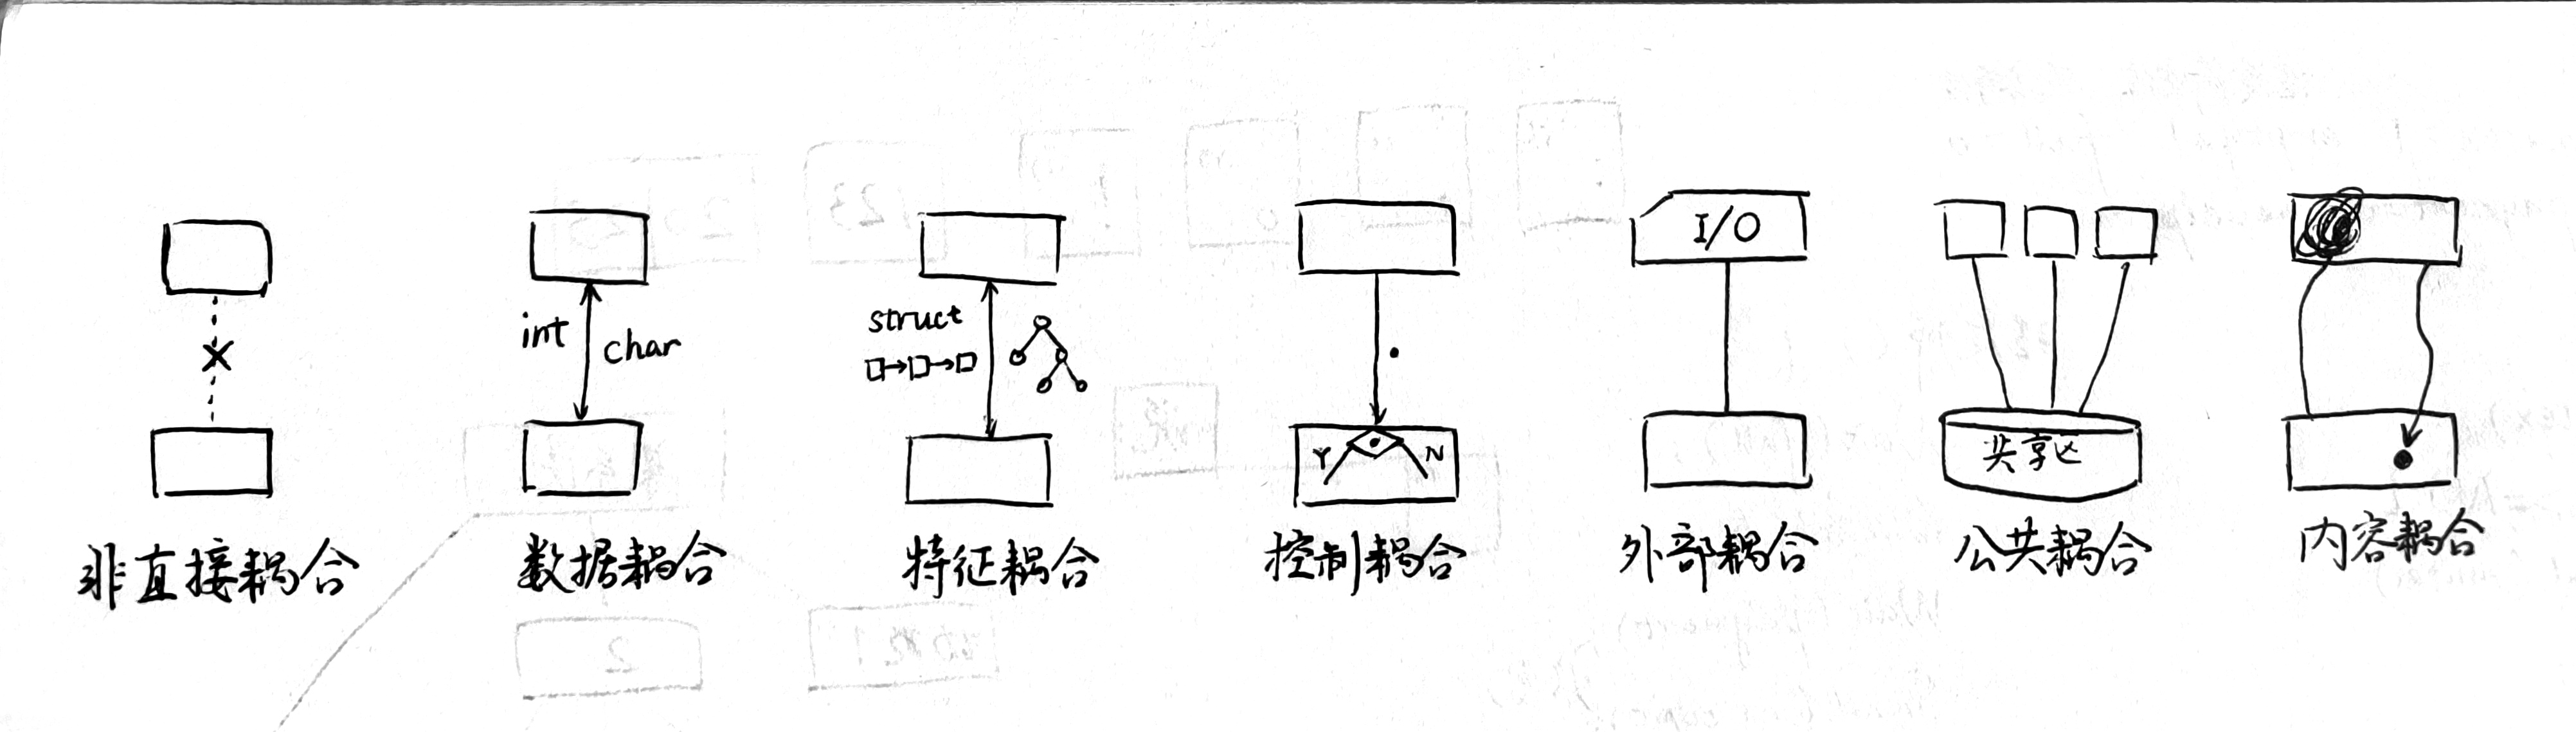 I/O
int
char
struct
Y
N
共享区
非直接耦合
数据耦合
特征耦合
控制耦合
外部耦合
公共耦合
内容耦合